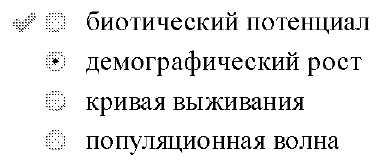 биотический потенциал
демографический рост
кривая выживания
популяционная волна